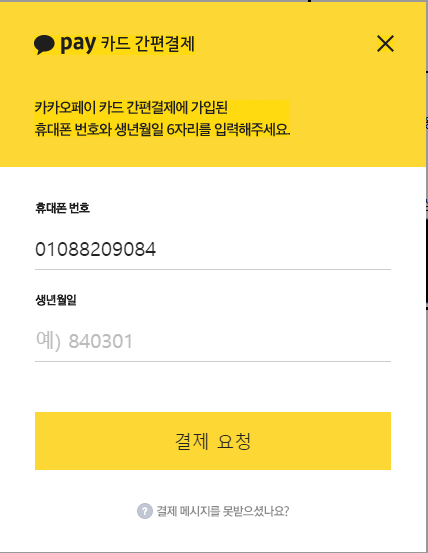 pay 카드 간편결제
카카오페이 카드 간편결제에 가입된
휴대폰 번호와 생년월일 6자리를 입력해주세요.
휴대폰 번호
01088209084
생년월일
예) 840301
결제 요청
? 결제 메시지를 못받으셨나요?